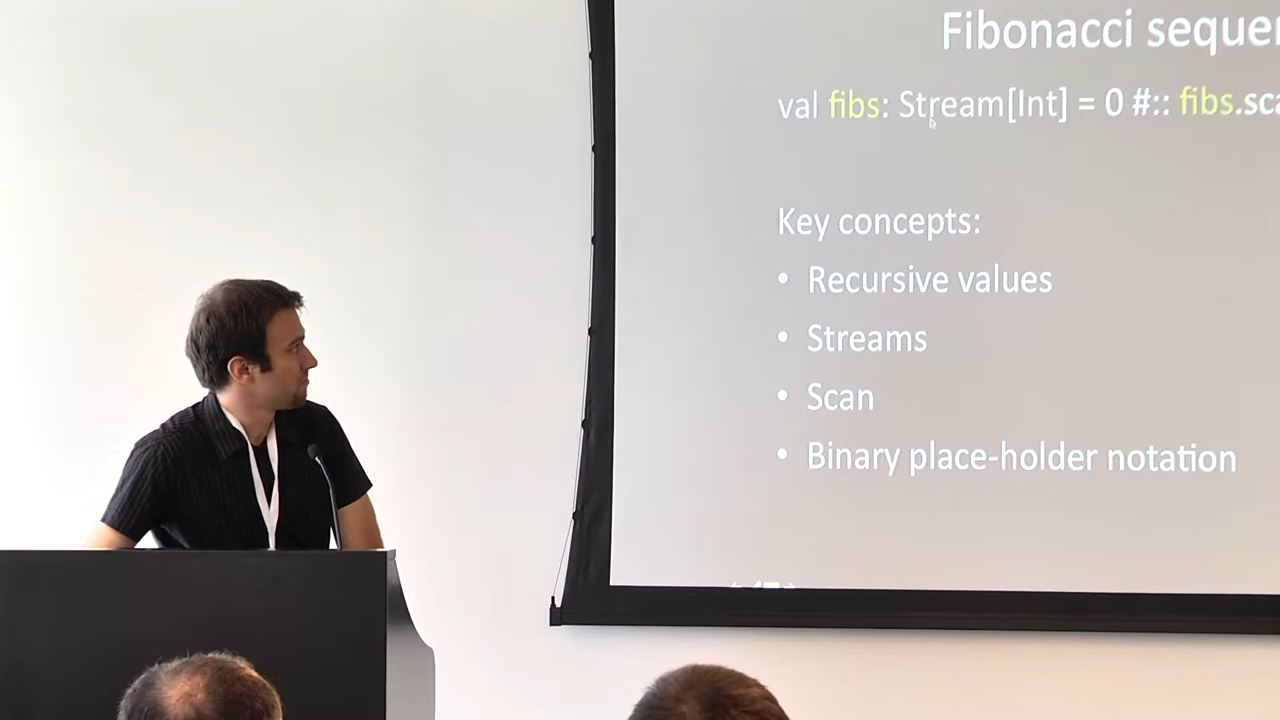 Fibonacci sequen
val fibs: Stream[Int] = 0 #:: fibs.sca
Key concepts:
• Recursive values
• Streams
• Scan
• Binary place-holder notation